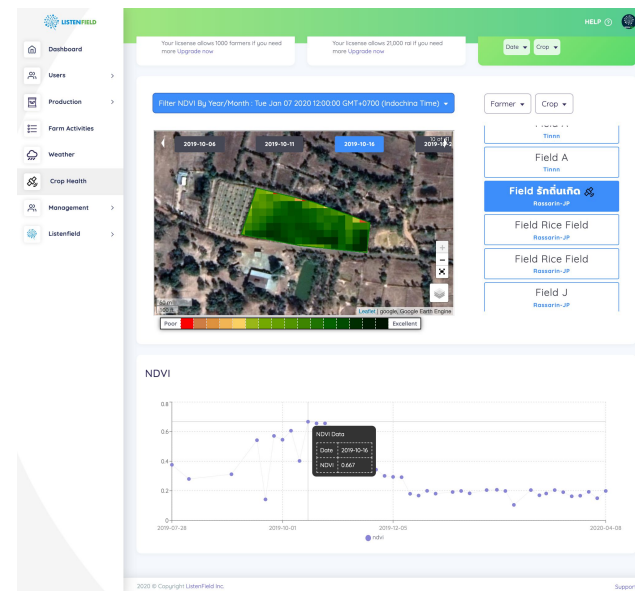 LISTENFIELD
HELP ?
Dashboard
Users
Production
Farm Activities
Weather
Crop Health
Management
Listenfield
Your licsense allows 1000 farmers if you need
more Upgrade now
Your licsense allows 21,000 rai if you need
more Upgrade now
Date
Crop
Filter NDVI By Year/Month : Tue Jan 07 2020 12:00:00 GMT+0700 (Indochina Time)
Farmer
Crop
2019-10-06
2019-10-11
2019-10-16
+
−
Leaflet | google, Google Earth Engine
Poor
Excellent
Tinnn
Field A
Tinnn
Field รักถิ่นเกิด
Rassarin-JP
Field Rice Field
Rassarin-JP
Field Rice Field
Rassarin-JP
Field J
Rassarin-JP
NDVI
0.8
0.6
0.4
0.2
0
NDVI Data
Date 2019-10-16
NDVI 0.667
2019-07-28
2019-10-01
2019-12-05
2020-04-08
ndvi
2020 © Copyright ListenField Inc.
Support